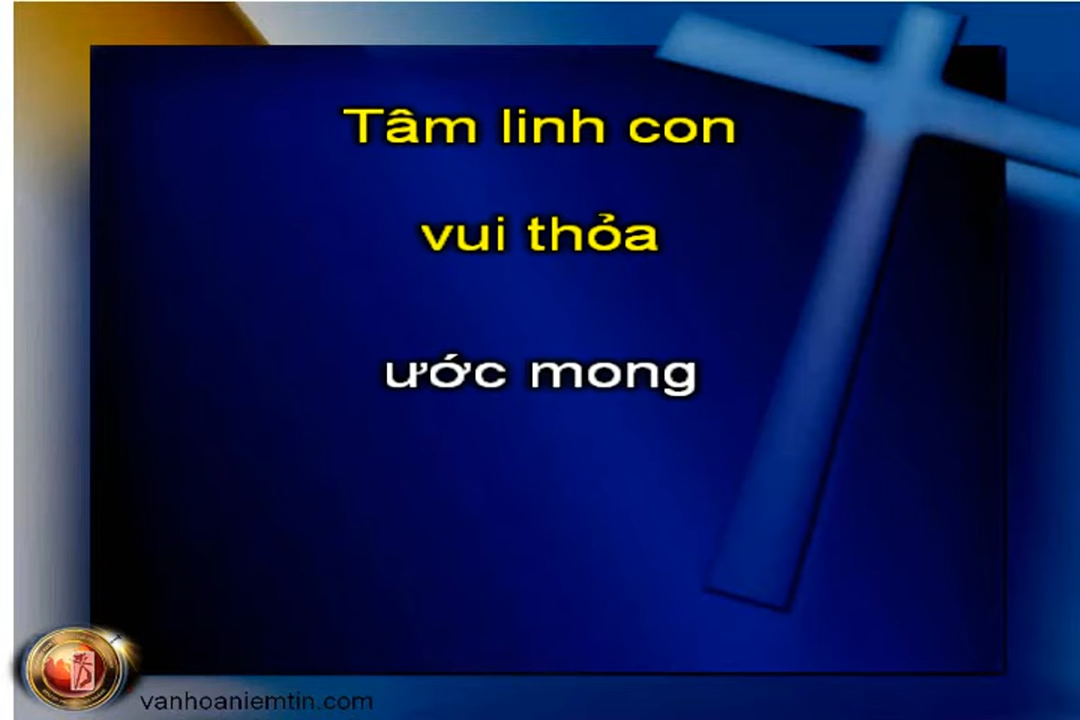 Tâm linh con
vui thỏa
ước mong
vanhoaniemtin.com